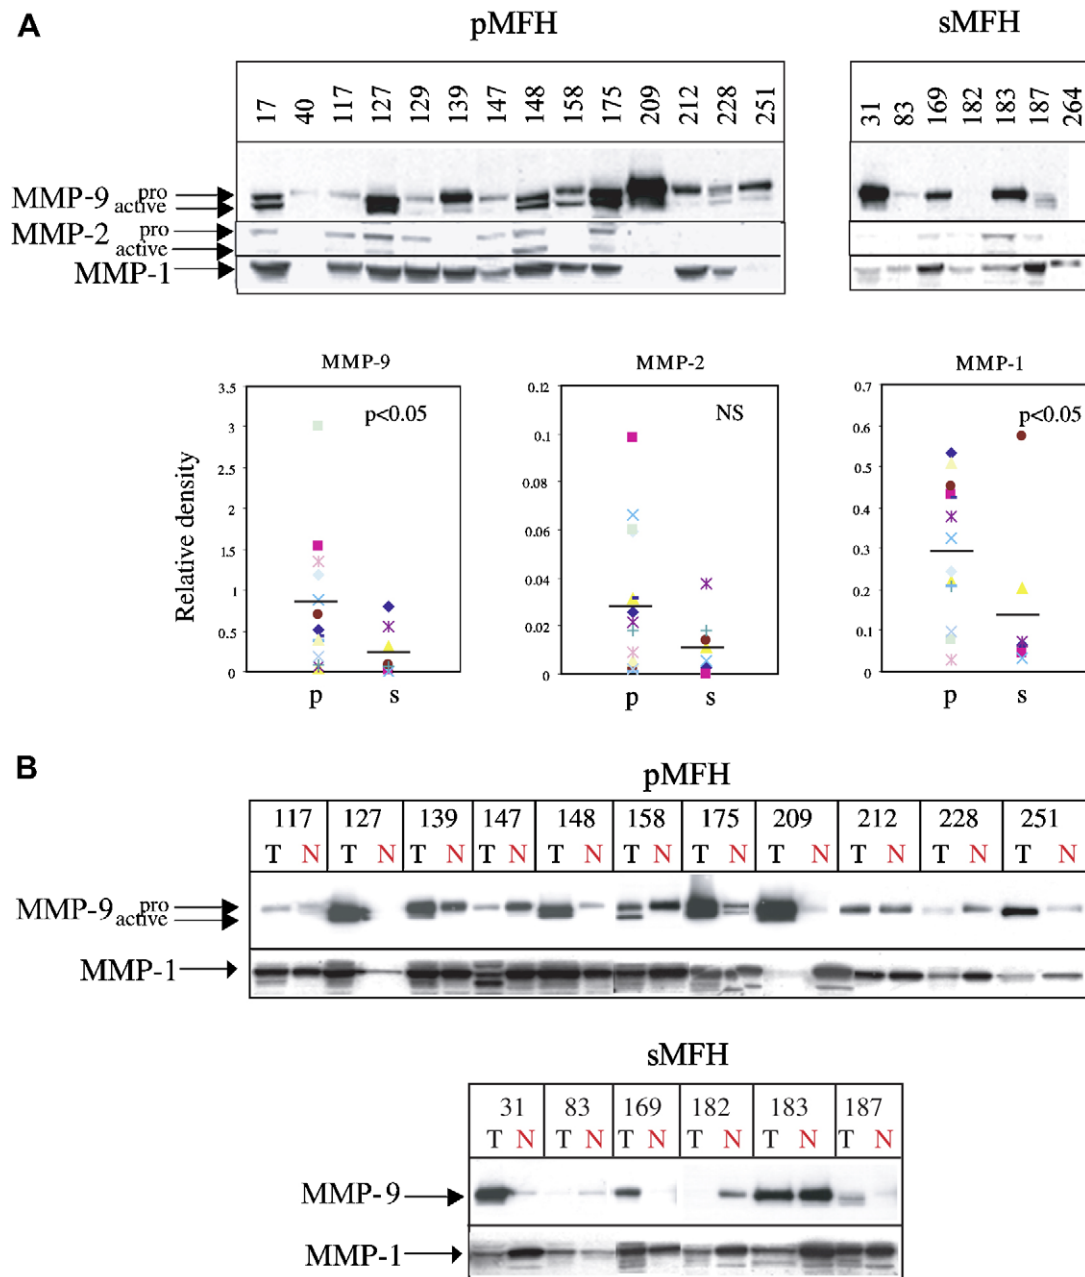 A
pMFH
sMFH
17 40 117 127 129 139 147 148 158 175 209 212 228 251
31 83 169 182 183 187 264
MMP-9 pro
active
MMP-2 pro
active
MMP-1
MMP-9
MMP-2
MMP-1
Relative density
3.5
3
2.5
2
1.5
1
0.5
0
p<0.05
p s
0.12
0.1
0.08
0.06
0.04
0.02
0
NS
p s
0.7
0.6
0.5
0.4
0.3
0.2
0.1
0
p<0.05
p s
B
pMFH
117 127 139 147 148 158 175 209 212 228 251
T N T N T N T N T N T N T N T N T N T N T N
MMP-9 pro
active
MMP-1
sMFH
31 83 169 182 183 187
T N T N T N T N T N T N
MMP-9
MMP-1